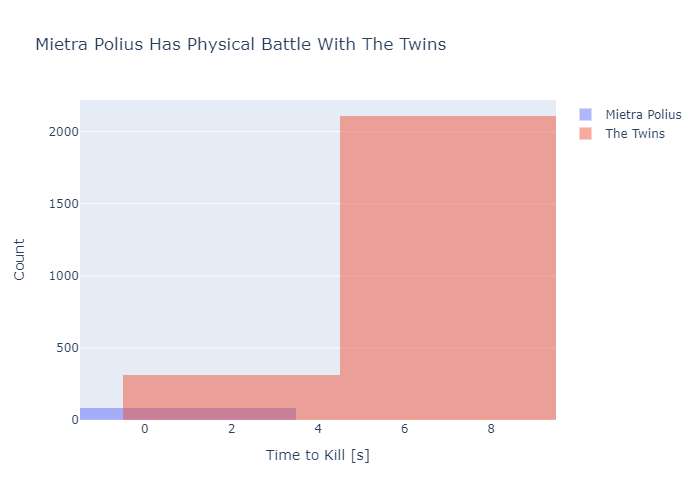 Mietra Polius Has Physical Battle With The Twins
Mietra Polius
The Twins
Count
2000
1500
1000
500
0
0 2 4 6 8
Time to Kill [s]